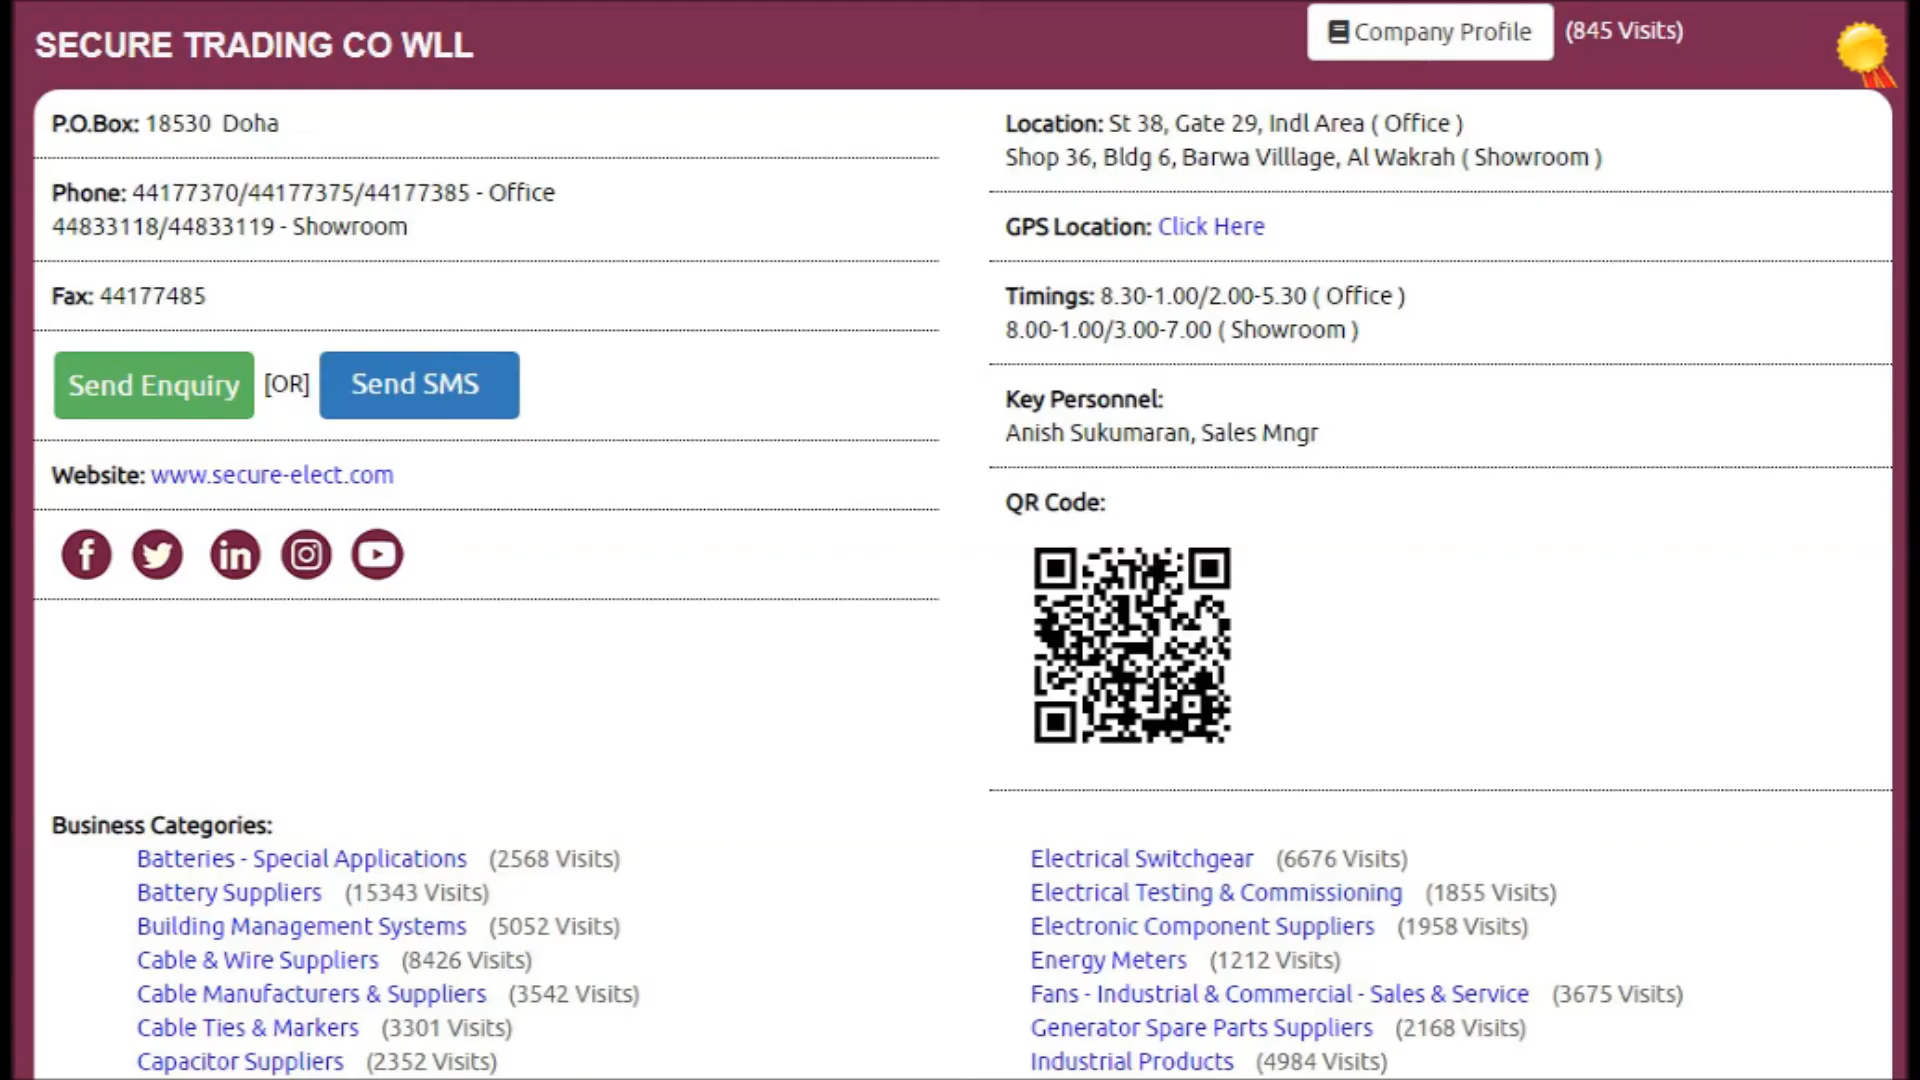 SECURE TRADING CO WLL
Company Profile (845 Visits)
P.O.Box: 18530 Doha
Phone: 44177370/44177375/44177385 - Office
44833118/44833119 - Showroom
Fax: 44177485
Send Enquiry [OR] Send SMS
Website: www.secure-elect.com
Location: St 38, Gate 29, Indl Area ( Office )
Shop 36, Bldg 6, Barwa Villlage, Al Wakrah ( Showroom )
GPS Location: Click Here
Timings: 8.30-1.00/2.00-5.30 ( Office )
8.00-1.00/3.00-7.00 ( Showroom )
Key Personnel:
Anish Sukumaran, Sales Mngr
QR Code:
Business Categories:
Batteries - Special Applications (2568 Visits)
Battery Suppliers (15343 Visits)
Building Management Systems (5052 Visits)
Cable & Wire Suppliers (8426 Visits)
Cable Manufacturers & Suppliers (3542 Visits)
Cable Ties & Markers (3301 Visits)
Capacitor Suppliers (2352 Visits)
Electrical Switchgear (6676 Visits)
Electrical Testing & Commissioning (1855 Visits)
Electronic Component Suppliers (1958 Visits)
Energy Meters (1212 Visits)
Fans - Industrial & Commercial - Sales & Service (3675 Visits)
Generator Spare Parts Suppliers (2168 Visits)
Industrial Products (4984 Visits)